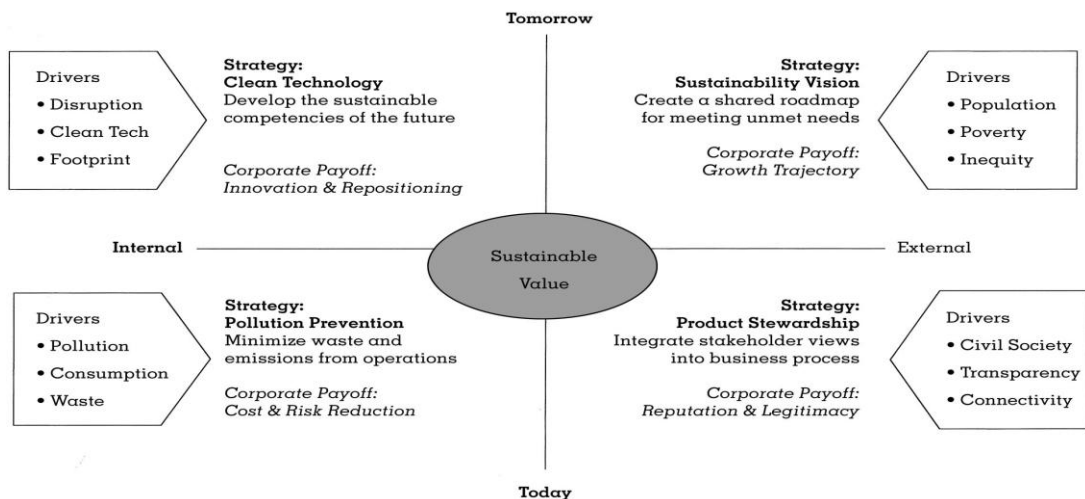 Tomorrow
Drivers
• Disruption
• Clean Tech
• Footprint
Strategy:
Clean Technology
Develop the sustainable
competencies of the future
Corporate Payoff:
Innovation & Repositioning
Strategy:
Sustainability Vision
Create a shared roadmap
for meeting unmet needs
Corporate Payoff:
Growth Trajectory
Drivers
• Population
• Poverty
• Inequity
Internal
Sustainable
Value
External
Drivers
• Pollution
• Consumption
• Waste
Strategy:
Pollution Prevention
Minimize waste and
emissions from operations
Corporate Payoff:
Cost & Risk Reduction
Strategy:
Product Stewardship
Integrate stakeholder views
into business process
Corporate Payoff:
Reputation & Legitimacy
Drivers
• Civil Society
• Transparency
• Connectivity
Today